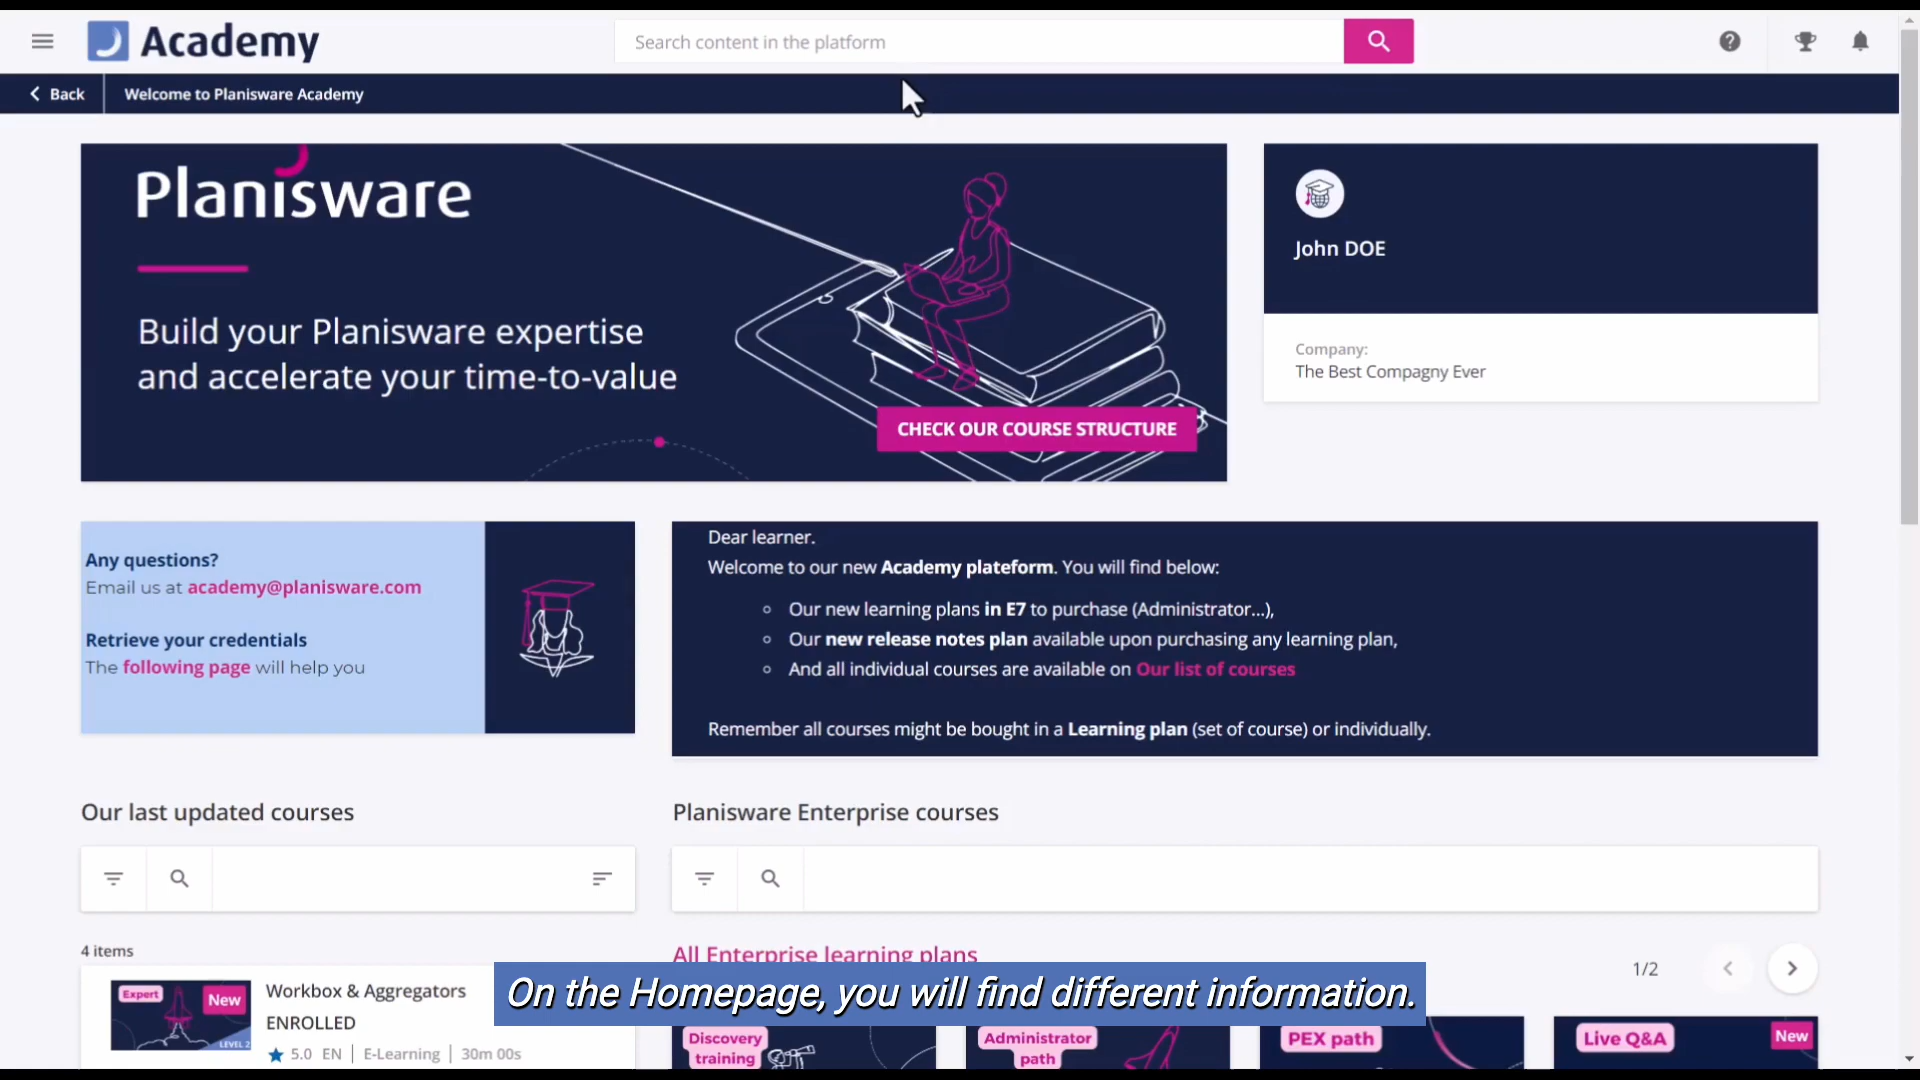 Academy
Search content in the platform
Back
Welcome to Planisware Academy
Planisware
Build your Planisware expertise
and accelerate your time-to-value
CHECK OUR COURSE STRUCTURE
John DOE
Company:
The Best Compagny Ever
Any questions?
Email us at academy@planisware.com
Retrieve your credentials
The following page will help you
Dear learner.
Welcome to our new Academy plateform. You will find below:
Our new learning plans in E7 to purchase (Administrator...),
Our new release notes plan available upon purchasing any learning plan,
And all individual courses are available on Our list of courses
Remember all courses might be bought in a Learning plan (set of course) or individually.
Our last updated courses
Planisware Enterprise courses
4 items
All Enterprise learning plans
1/2
Expert
New
LEVEL 2
Workbox & Aggregators
ENROLLED
5.0 EN | E-Learning | 30m 00s
On the Homepage, you will find different information.
Discovery
training
Administrator
path
PEX path
Live Q&A
New